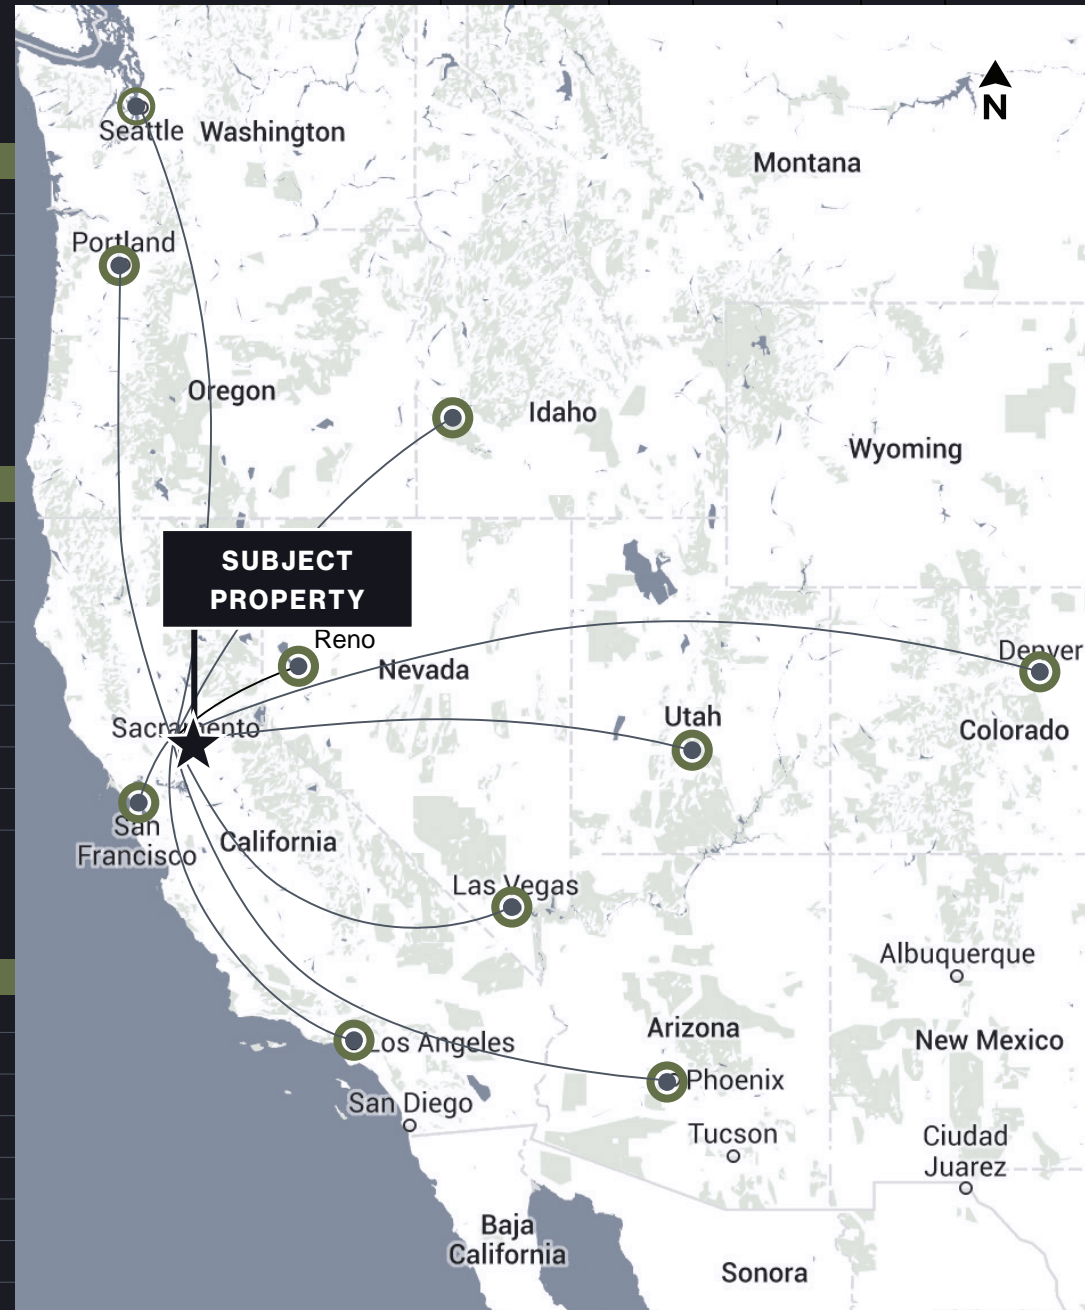 N
Seattle
Washington
Montana
Portland
Oregon
Idaho
Wyoming
SUBJECT
PROPERTY
Reno
Nevada
Denver
Sacramento
Utah
Colorado
San
Francisco
California
Las Vegas
Albuquerque
Arizona
New Mexico
Los Angeles
Phoenix
San Diego
Tucson
Ciudad
Juarez
Baja
California
Sonora